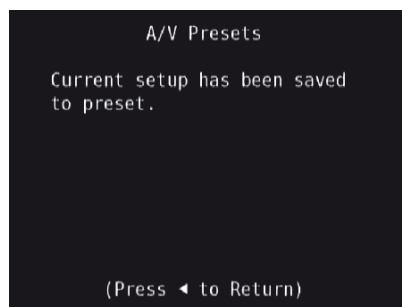 A/V Presets
Current setup has been saved
to preset.
(Press ◄ to Return)